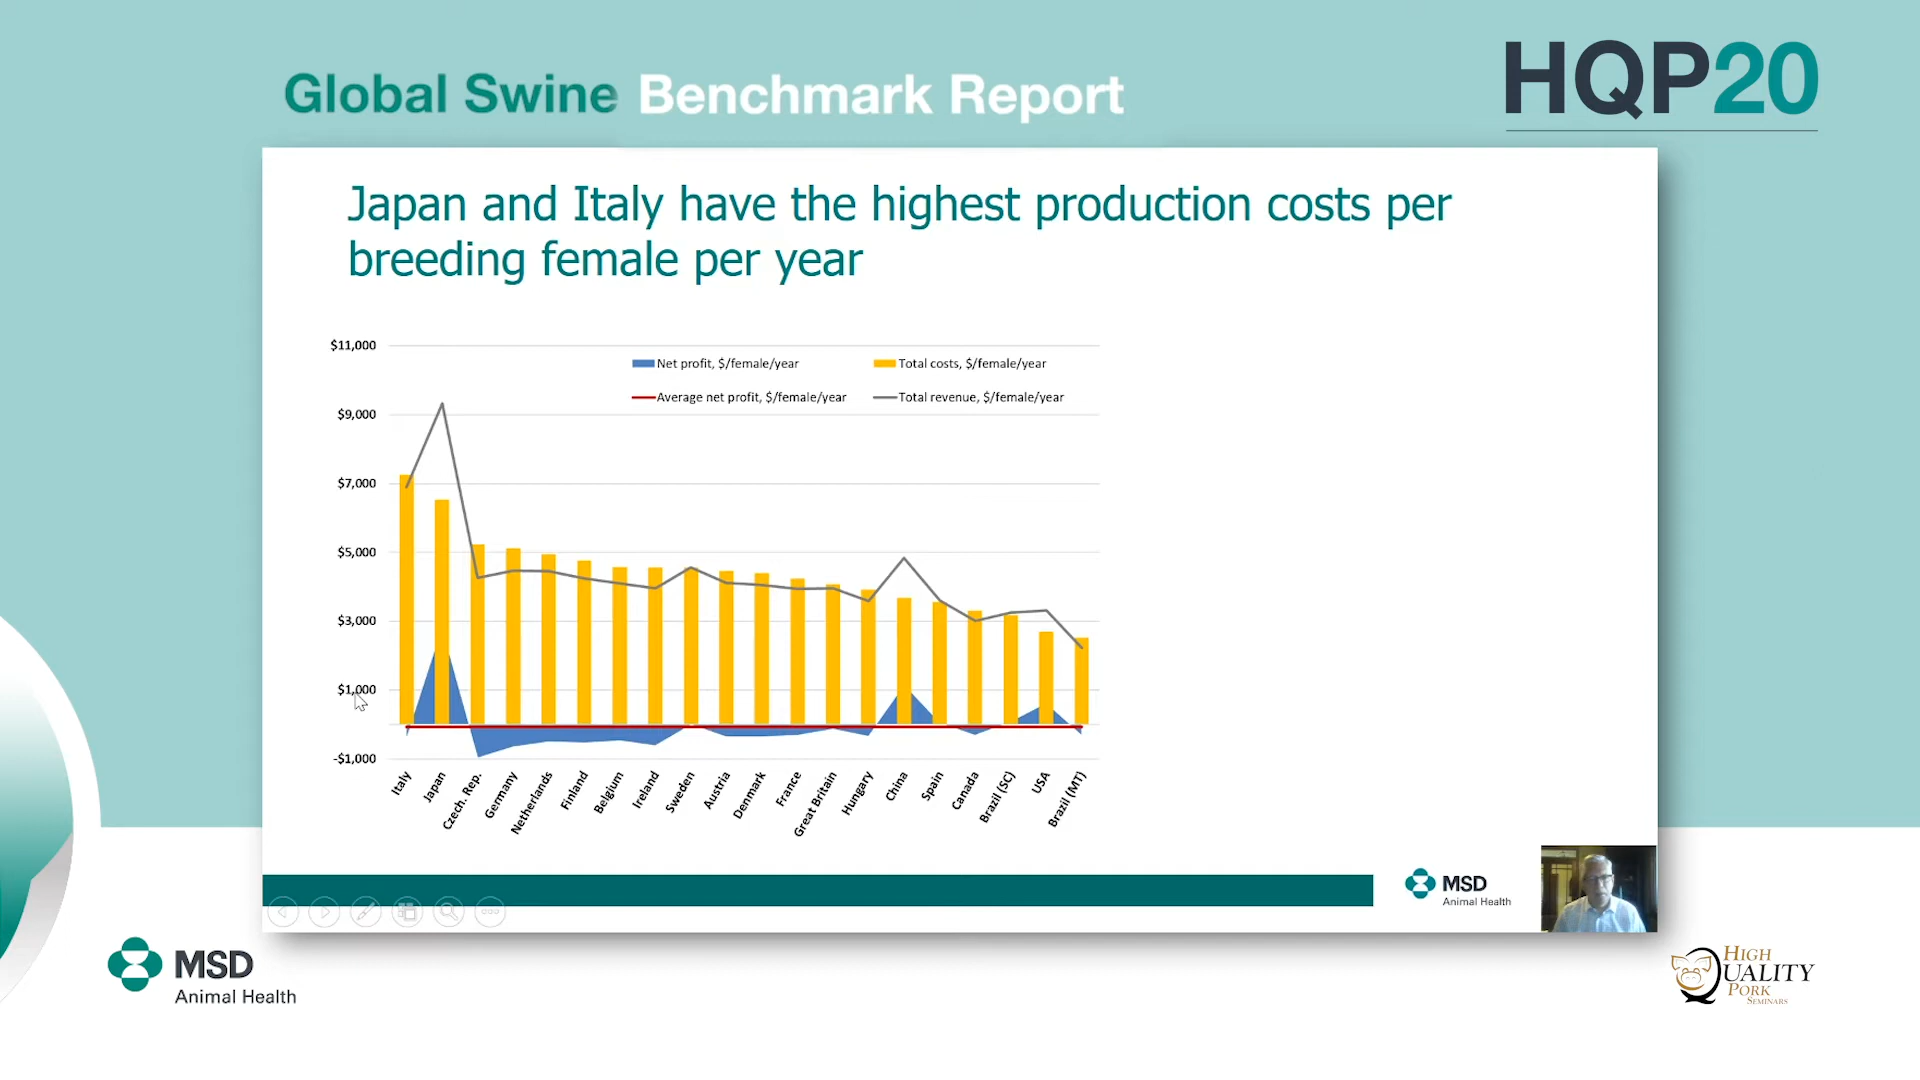 Global Swine Benchmark Report
HQP20
Japan and Italy have the highest production costs per
breeding female per year
$11,000
$9,000
$7,000
$5,000
$3,000
$1,000
-$1,000
Net profit, $/female/year
Total costs, $/female/year
Average net profit, $/female/year
Total revenue, $/female/year
Italy
Japan
Czech. Rep.
Germany
Netherlands
Finland
Belgium
Ireland
Sweden
Austria
Denmark
France
Great Britain
Hungary
China
Spain
Canada
Brazil (SC)
USA
Brazil (MT)
MSD
Animal Health
MSD
Animal Health
HIGH
QUALITY
PORK
SEMINARS